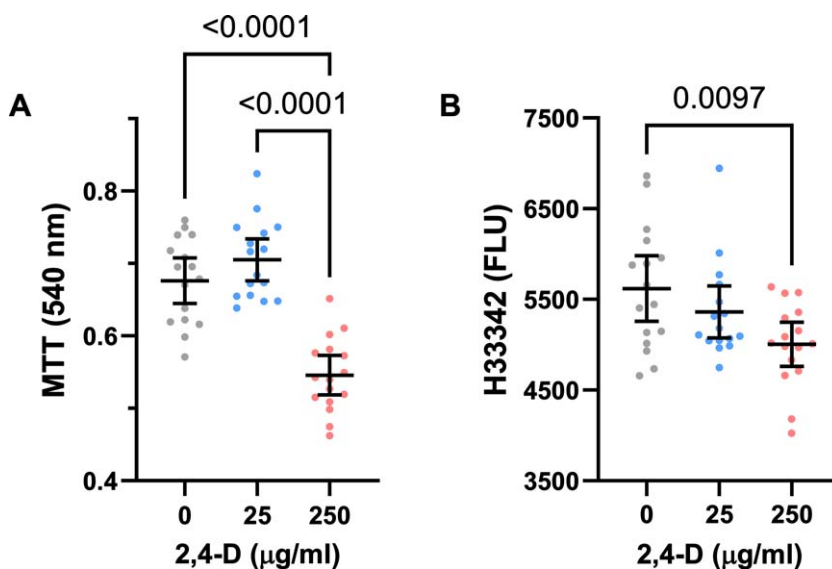 A
<0.0001
<0.0001
MTT (540 nm)
0.8
0.6
0.4
0
25
250
2,4-D (μg/ml)
B
0.0097
H33342 (FLU)
7500
6500
5500
4500
3500
0
25
250
2,4-D (μg/ml)